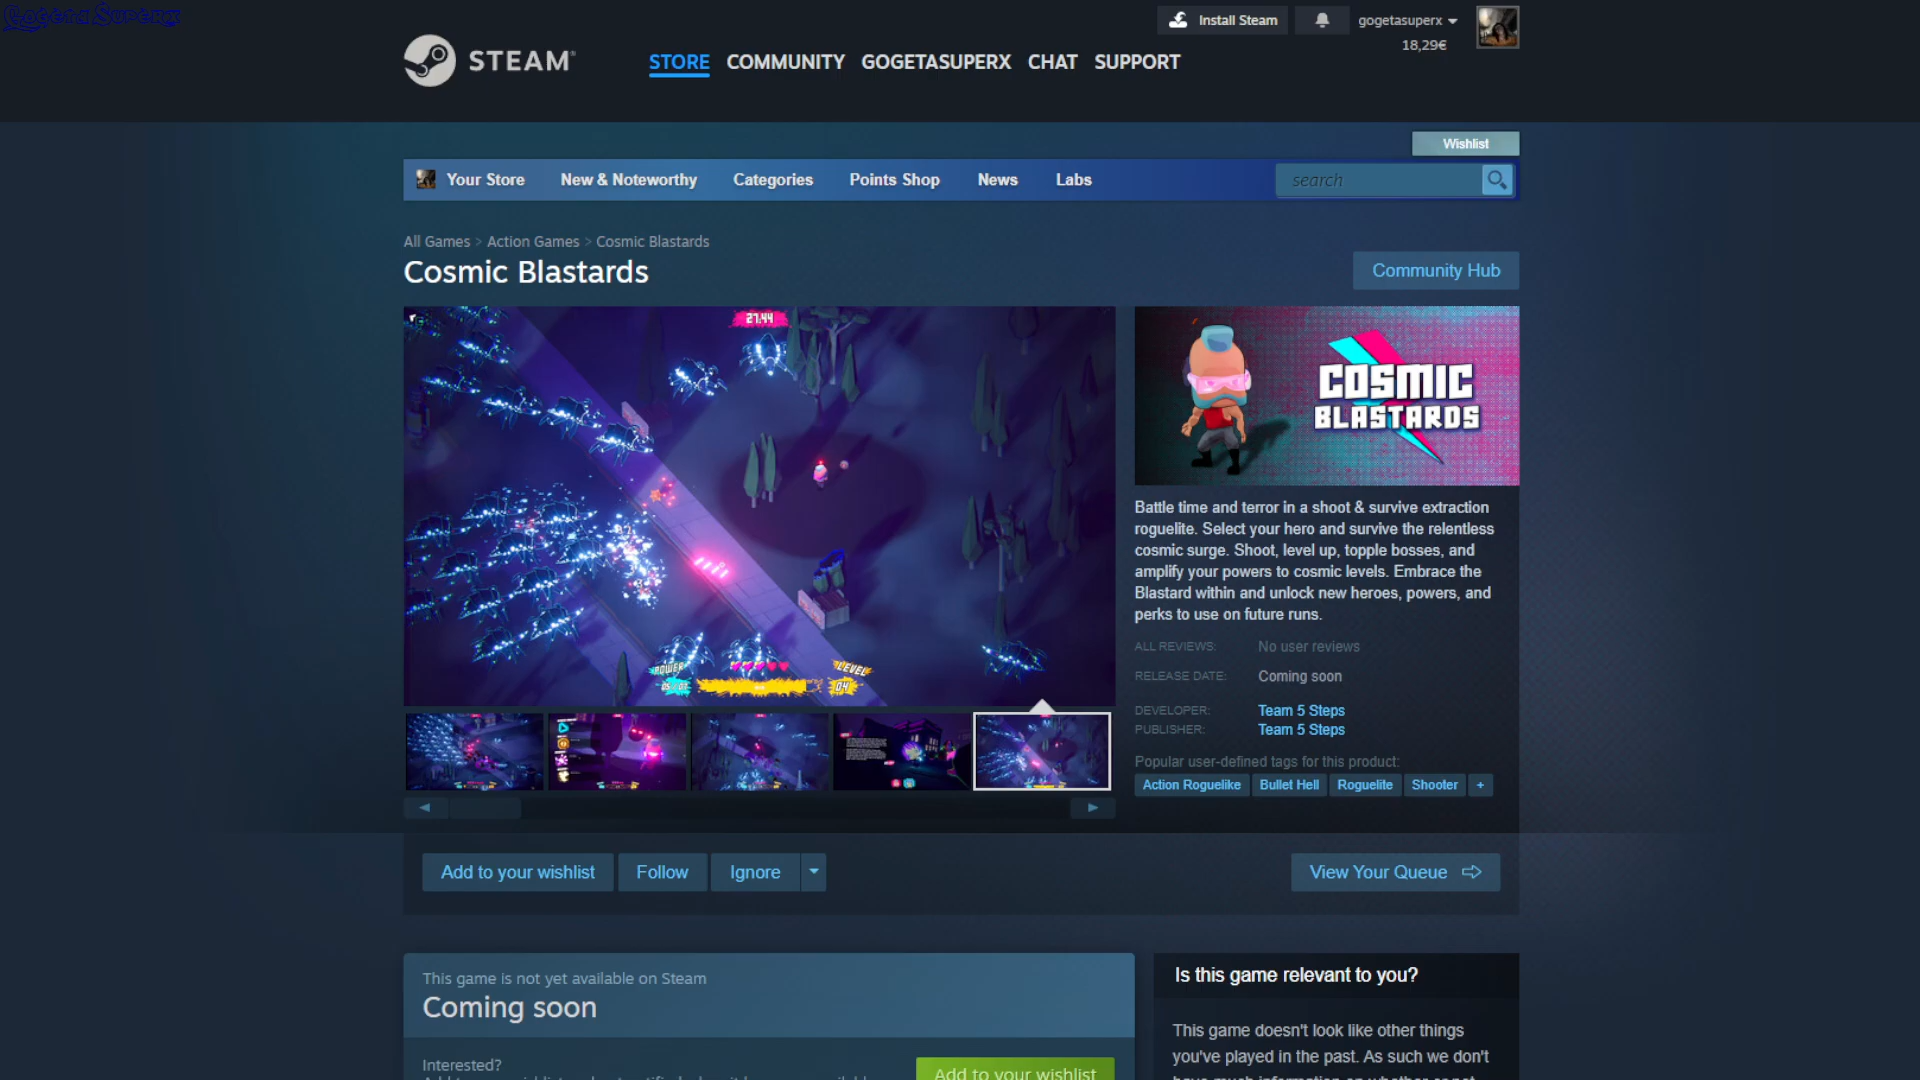 Gogeta Superx
Install Steam
gogetasuperx
18,29€
STEAM®
STORE COMMUNITY GOGETASUPERX CHAT SUPPORT
Wishlist
Your Store New & Noteworthy Categories Points Shop News Labs search
All Games > Action Games > Cosmic Blastards
Cosmic Blastards
Community Hub
27:44
POWER
LEVEL
04
COSMIC
BLASTARDS
Battle time and terror in a shoot & survive extraction
roguelite. Select your hero and survive the relentless
cosmic surge. Shoot, level up, topple bosses, and
amplify your powers to cosmic levels. Embrace the
Blastard within and unlock new heroes, powers, and
perks to use on future runs.
ALL REVIEWS: No user reviews
RELEASE DATE: Coming soon
DEVELOPER: Team 5 Steps
PUBLISHER: Team 5 Steps
Popular user-defined tags for this product:
Action Roguelike Bullet Hell Roguelite Shooter +
Add to your wishlist Follow Ignore View Your Queue
This game is not yet available on Steam
Coming soon
Interested?
Add to your wishlist
Is this game relevant to you?
This game doesn't look like other things
you've played in the past. As such we don't